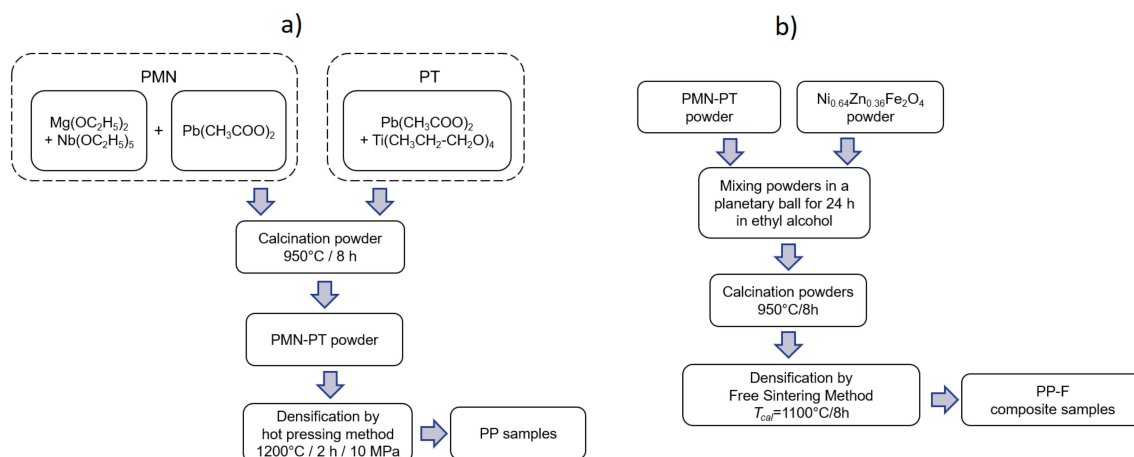 a)
PMN
Mg(OC₂H₅)₂
+ Nb(OC₂H₅)₅
+
Pb(CH₃COO)₂
PT
Pb(CH₃COO)₂
+ Ti(CH₃CH₂-CH₂O)₄
Calcination powder
950°C / 8 h
PMN-PT powder
Densification by
hot pressing method
1200°C / 2 h / 10 MPa
PP samples
b)
PMN-PT
powder
Ni₀.₆₄Zn₀.₃₆Fe₂O₄
powder
Mixing powders in a
planetary ball for 24 h
in ethyl alcohol
Calcination powders
950°C/8h
Densification by
Free Sintering Method
T_cal=1100°C/8h
PP-F
composite samples